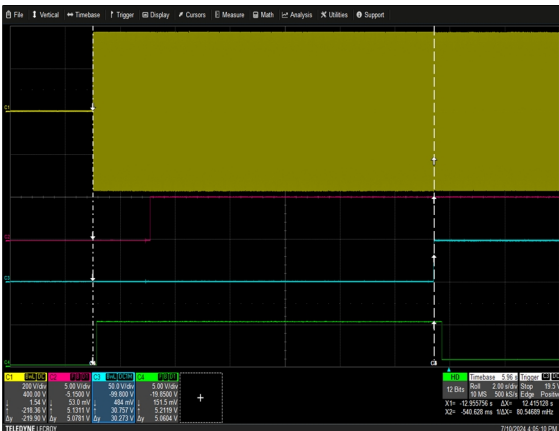 File Vertical Timebase Trigger Display Cursors Measure Math Analysis Utilities Support
C1
C2
C3
C4
C1 C2 C3 C4
200 V/div 5.00 V/div 50.0 V/div 5.00 V/div
400.00 V -5.1500 V -99.800 V -19.8500 V
1.54 V 53.0 mV 484 mV 151.5 mV
-218.36 V 5.1311 V 30.757 V 5.2119 V
Δy -219.90 V Δy 5.0781 V Δy 30.273 V Δy 5.0604 V
+
HD Timebase 5.96 s Trigger
12 Bits Roll 2.00 s/div Stop 19.5 V
10 MS 500 kS/s Edge Positive
X1= -12.955756 s ΔX= 12.415128 s
X2= -540.628 ms 1/ΔX= 80.54689 mHz
TELEDYNE LECROY 7/10/2024 4:05:10 PM